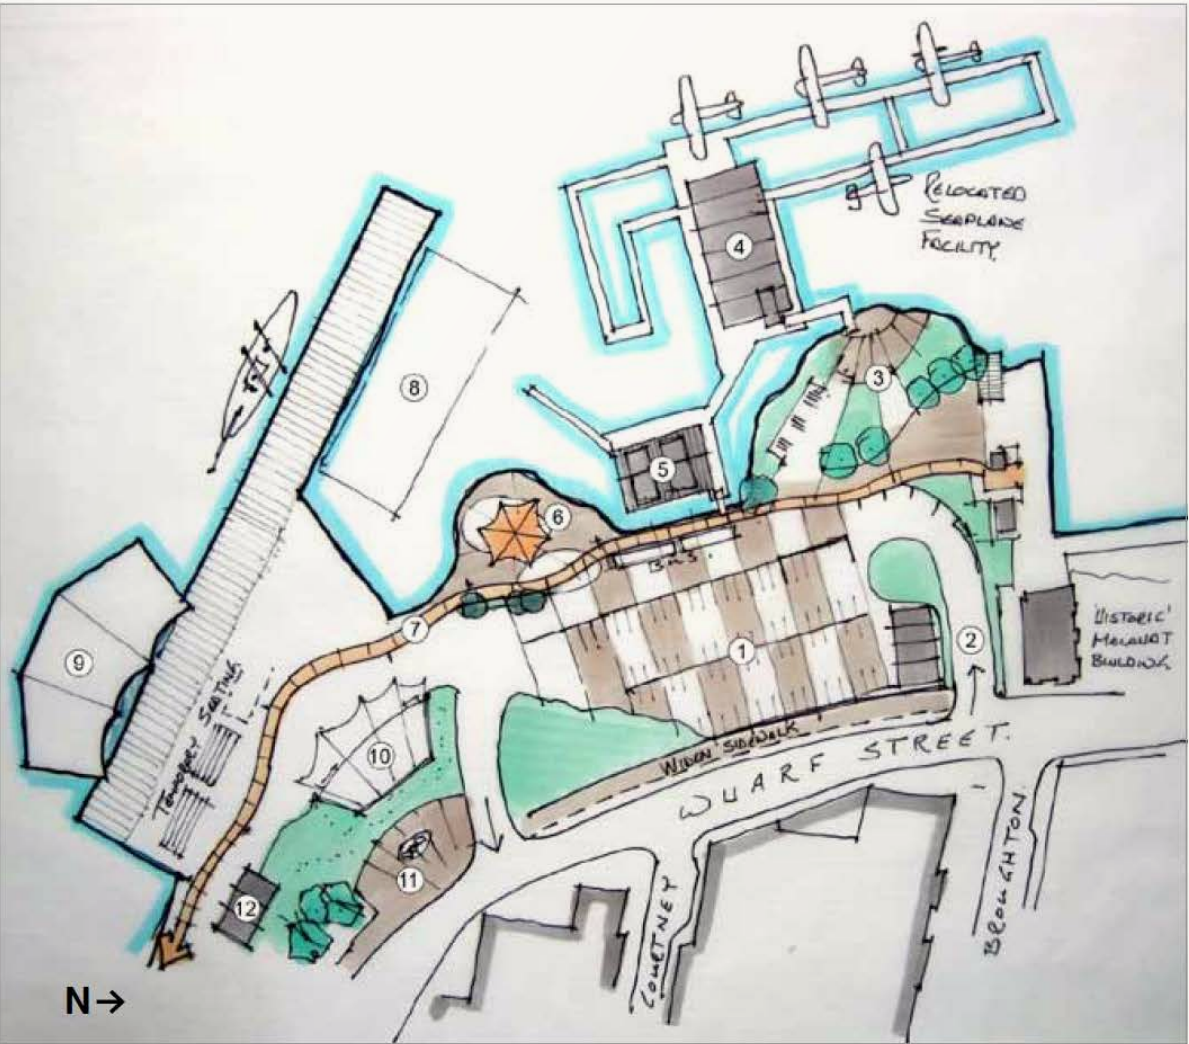 RELOCATED
SEAPLANE
FACILITY
4
3
8
5
6
BUS.
7
1
2
'HISTORIC'
MALAHAT
BUILDING
9
TEMPORARY SEATING
10
WIDEN SIDEWALK
WHARF STREET.
11
12
COURTNEY
BROUGHTON.
N→